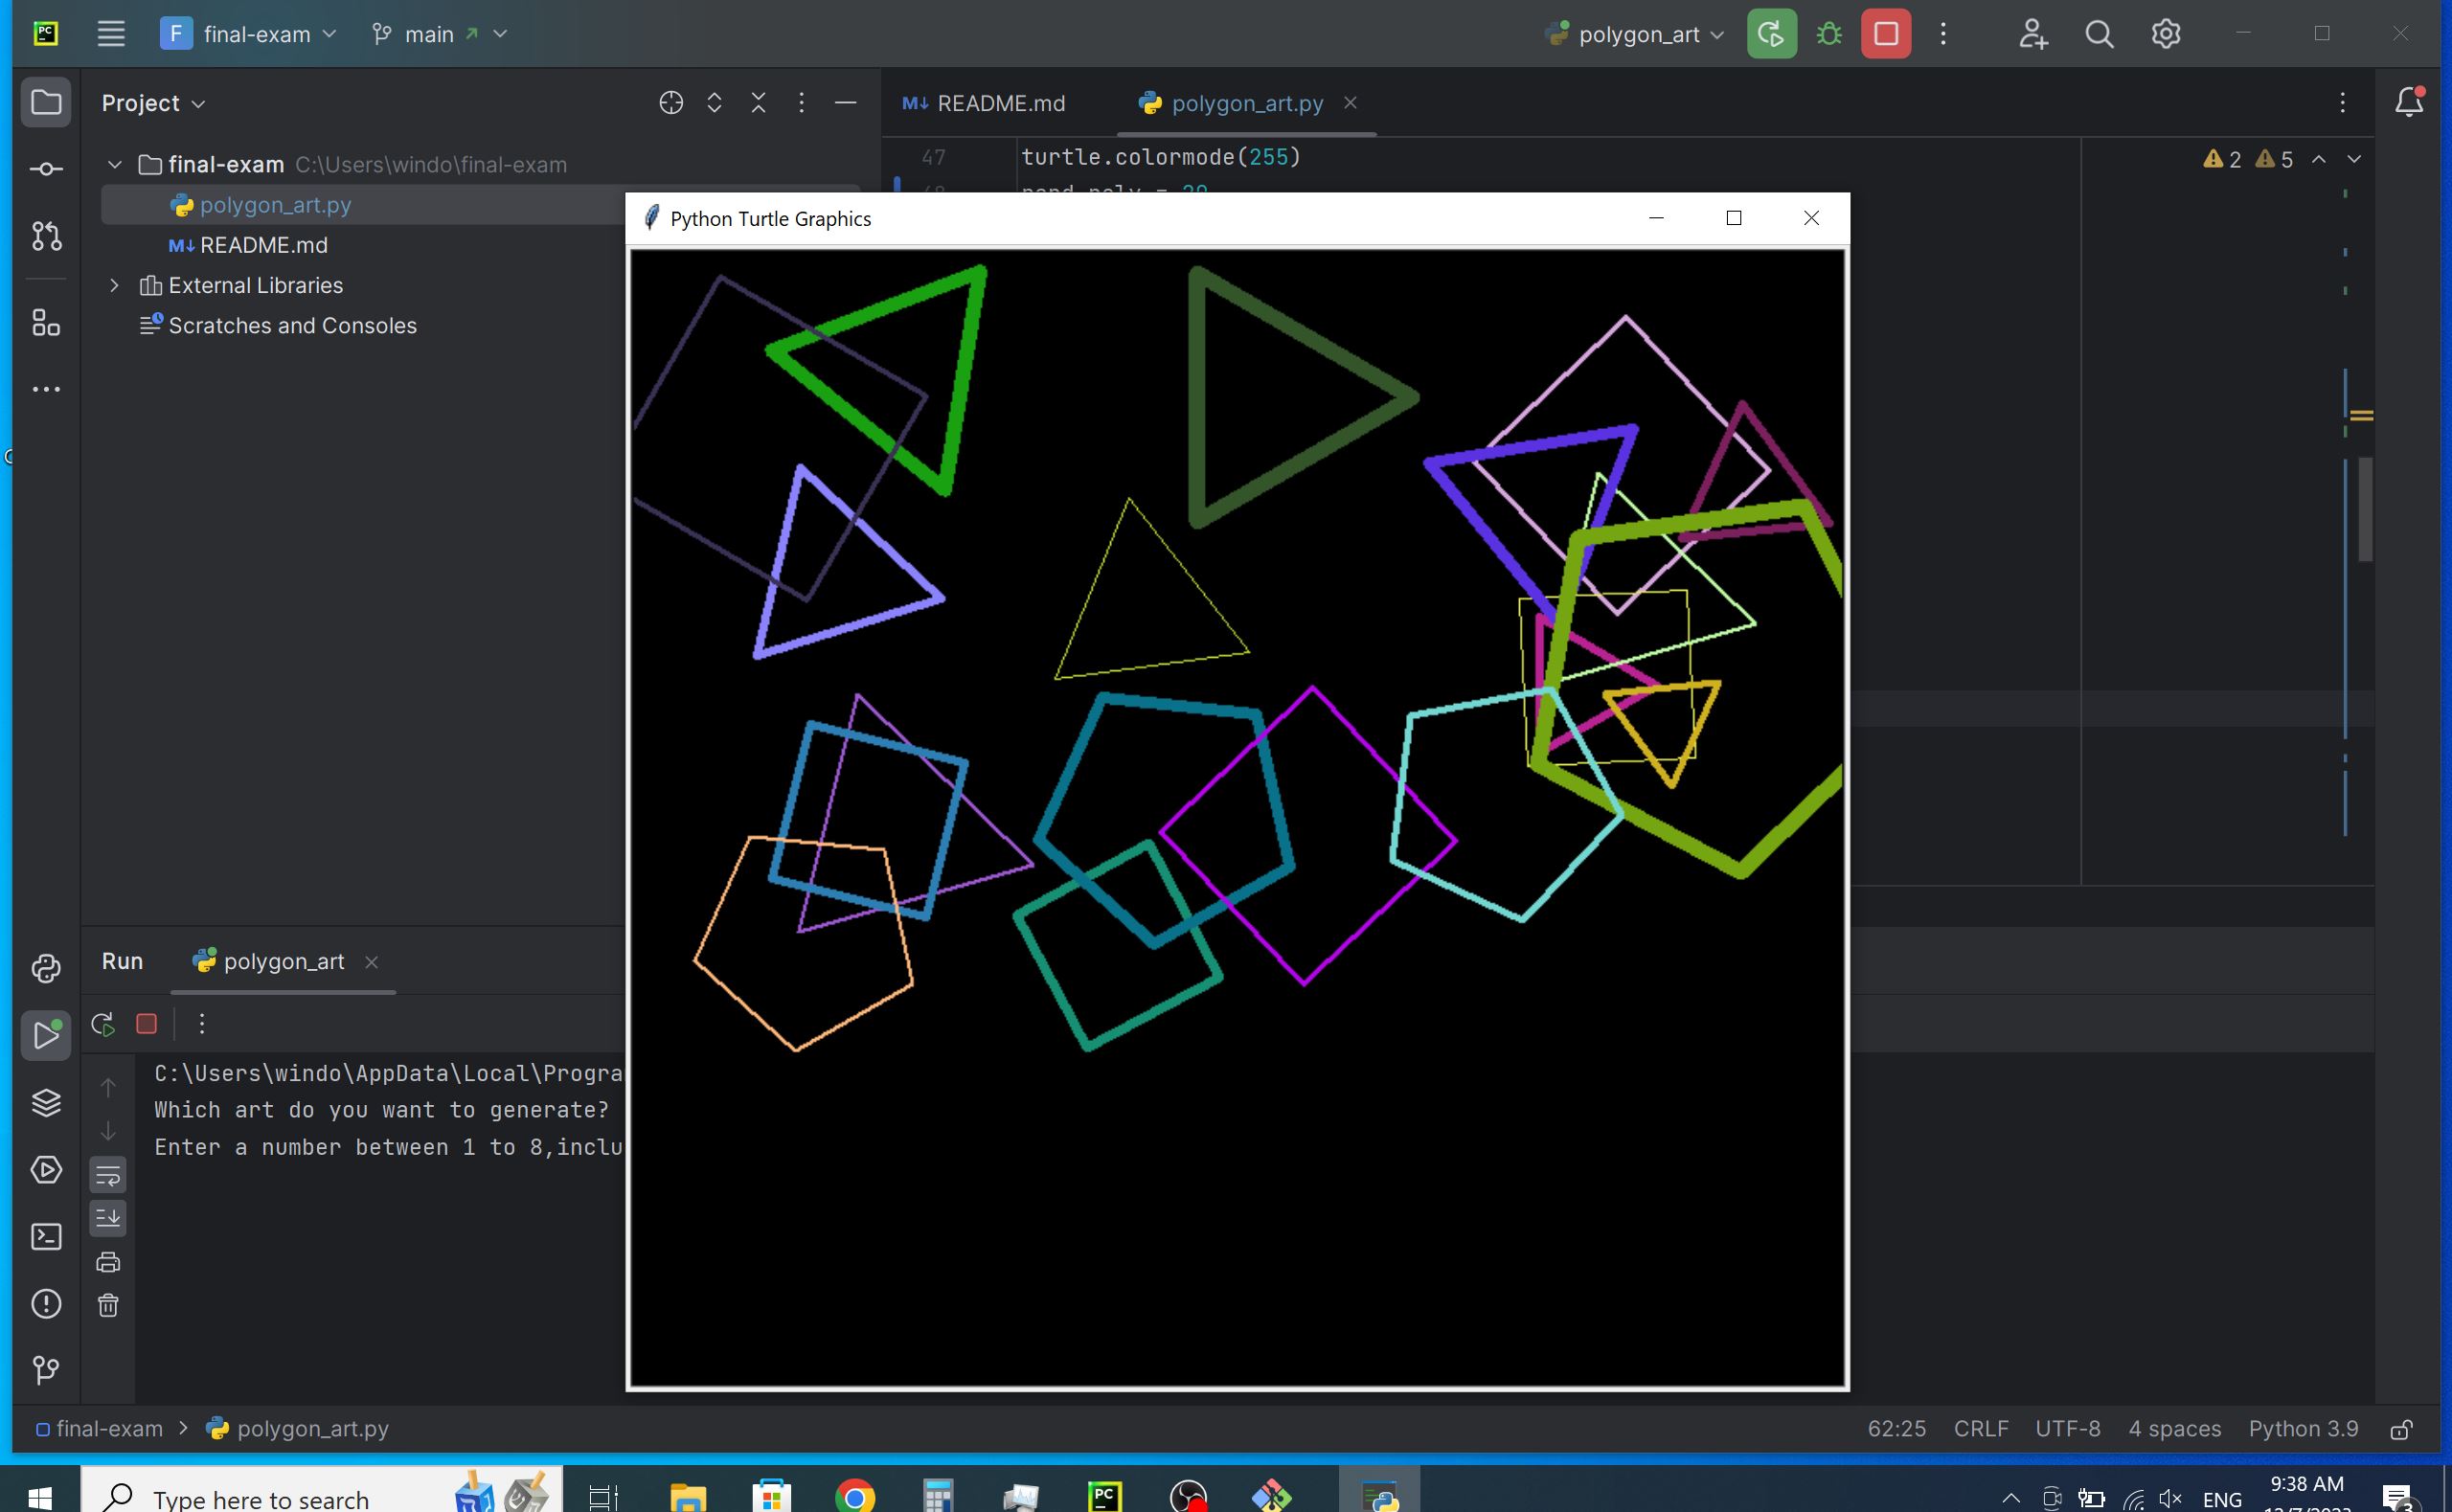 PC
F final-exam
main
polygon_art
Project
README.md
polygon_art.py
final-exam C:\Users\windo\final-exam
polygon_art.py
README.md
External Libraries
Scratches and Consoles
47 turtle.colormode(255)
2 5
Python Turtle Graphics
Run polygon_art
C:\Users\windo\AppData\Local\Progra
Which art do you want to generate?
Enter a number between 1 to 8,inclu
final-exam > polygon_art.py
62:25 CRLF UTF-8 4 spaces Python 3.9
Type here to search
PC
ENG
9:38 AM